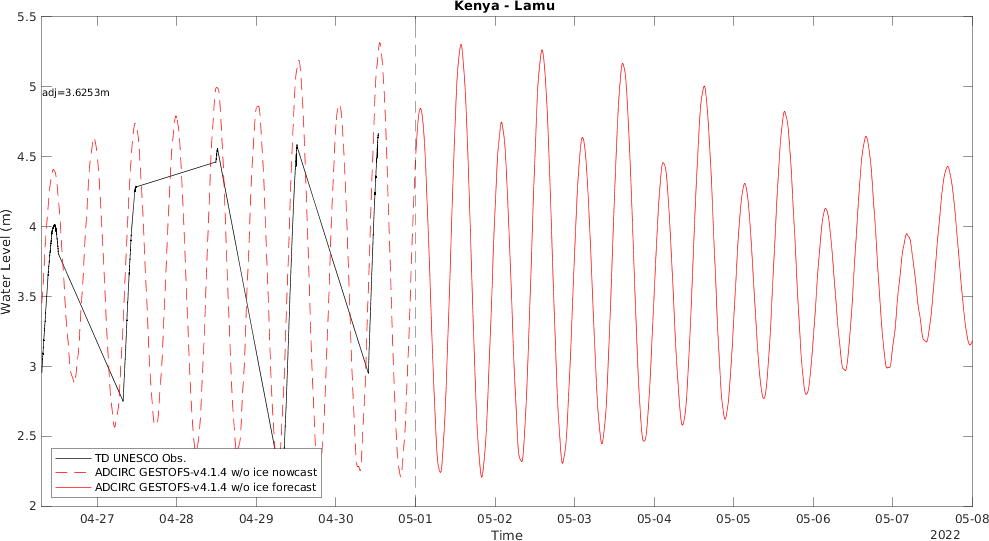 Kenya - Lamu
5.5
5
adj=3.6253m
4.5
4
3.5
3
2.5
2
Water Level (m)
TD UNESCO Obs.
ADCIRC GESTOFS-v4.1.4 w/o ice nowcast
ADCIRC GESTOFS-v4.1.4 w/o ice forecast
04-27 04-28 04-29 04-30 05-01 05-02 05-03 05-04 05-05 05-06 05-07 05-08
Time
2022